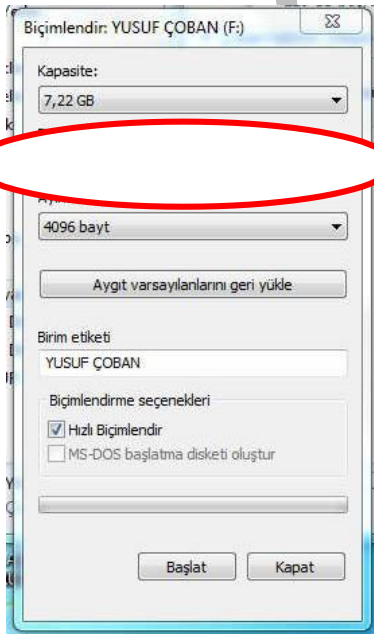 Biçimlendir: YUSUF ÇOBAN (F:)
Kapasite:
7,22 GB
4096 bayt
Aygıt varsayılanlarını geri yükle
Birim etiketi
YUSUF ÇOBAN
Biçimlendirme seçenekleri
Hızlı Biçimlendir
MS-DOS başlatma disketi oluştur
Başlat
Kapat